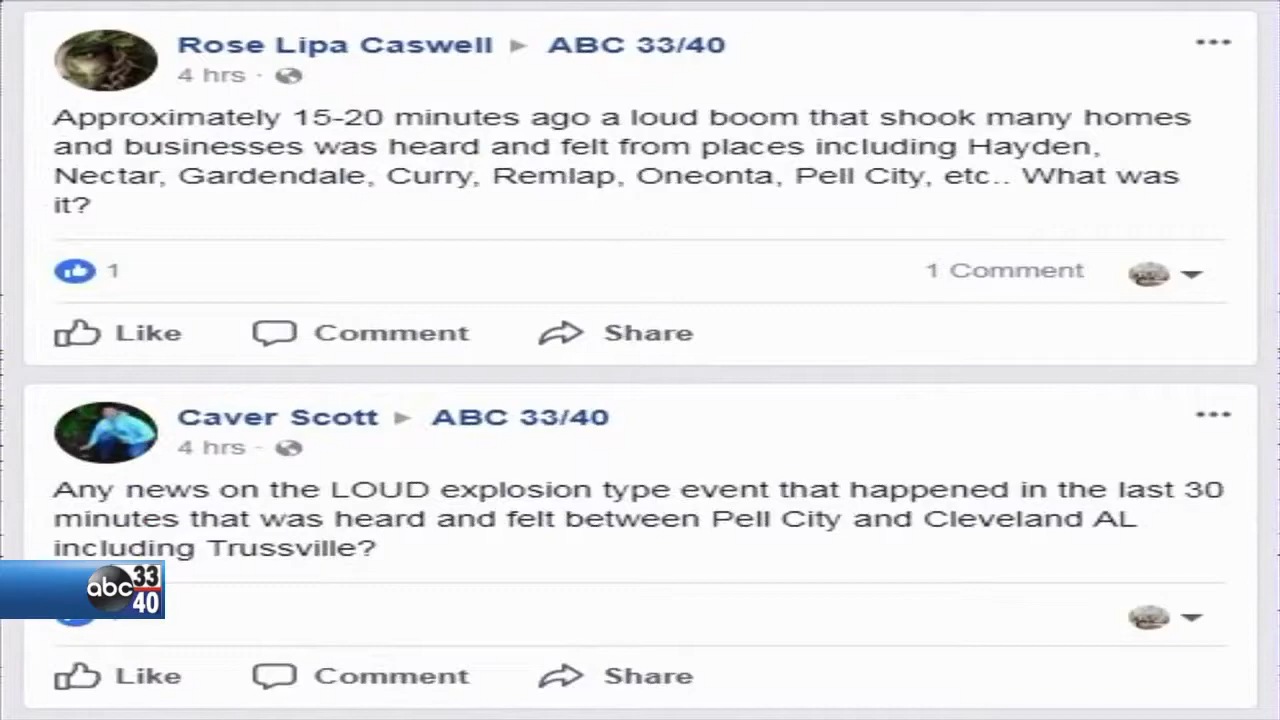 Rose Lipa Caswell ▶ ABC 33/40
4 hrs ·
Approximately 15-20 minutes ago a loud boom that shook many homes
and businesses was heard and felt from places including Hayden,
Nectar, Gardendale, Curry, Remlap, Oneonta, Pell City, etc.. What was
it?
1
1 Comment
Like Comment Share
Caver Scott ▶ ABC 33/40
4 hrs ·
Any news on the LOUD explosion type event that happened in the last 30
minutes that was heard and felt between Pell City and Cleveland AL
including Trussville?
abc 33
40
Like Comment Share